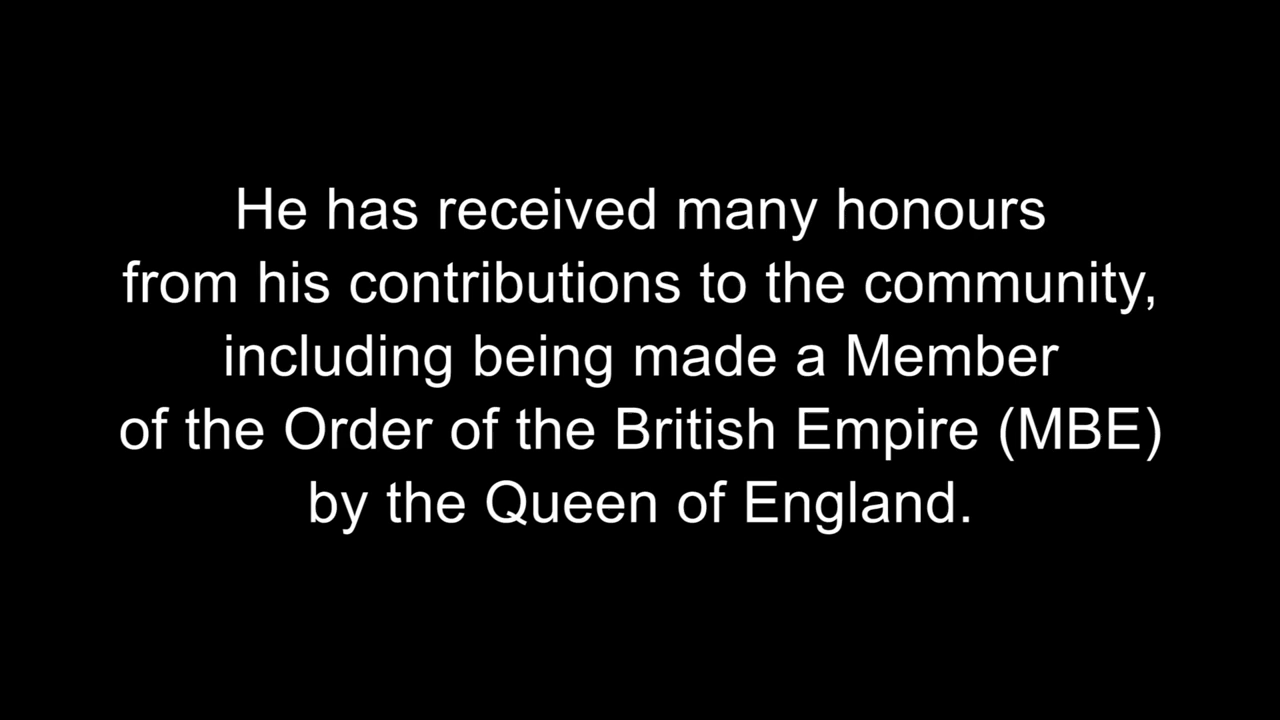 He has received many honours
from his contributions to the community,
including being made a Member
of the Order of the British Empire (MBE)
by the Queen of England.